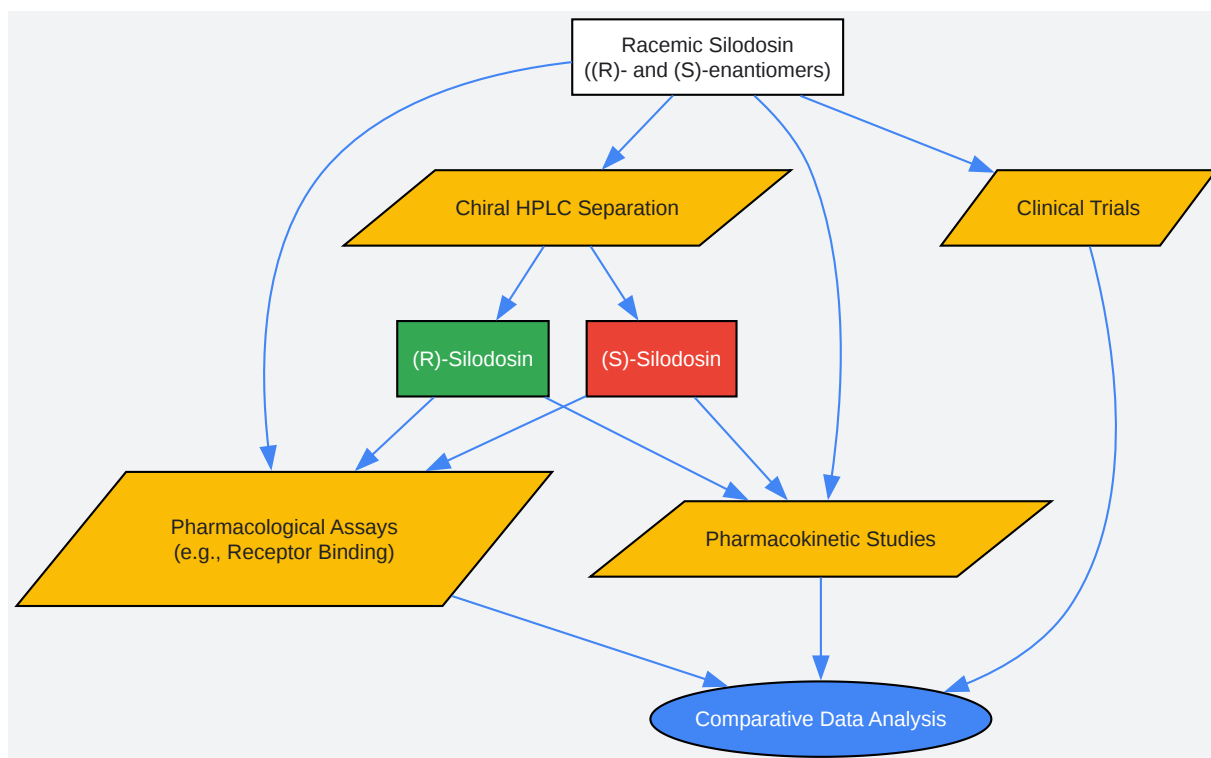 Racemic Silodosin
((R)- and (S)-enantiomers)
Chiral HPLC Separation
Clinical Trials
(R)-Silodosin
(S)-Silodosin
Pharmacological Assays
(e.g., Receptor Binding)
Pharmacokinetic Studies
Comparative Data Analysis